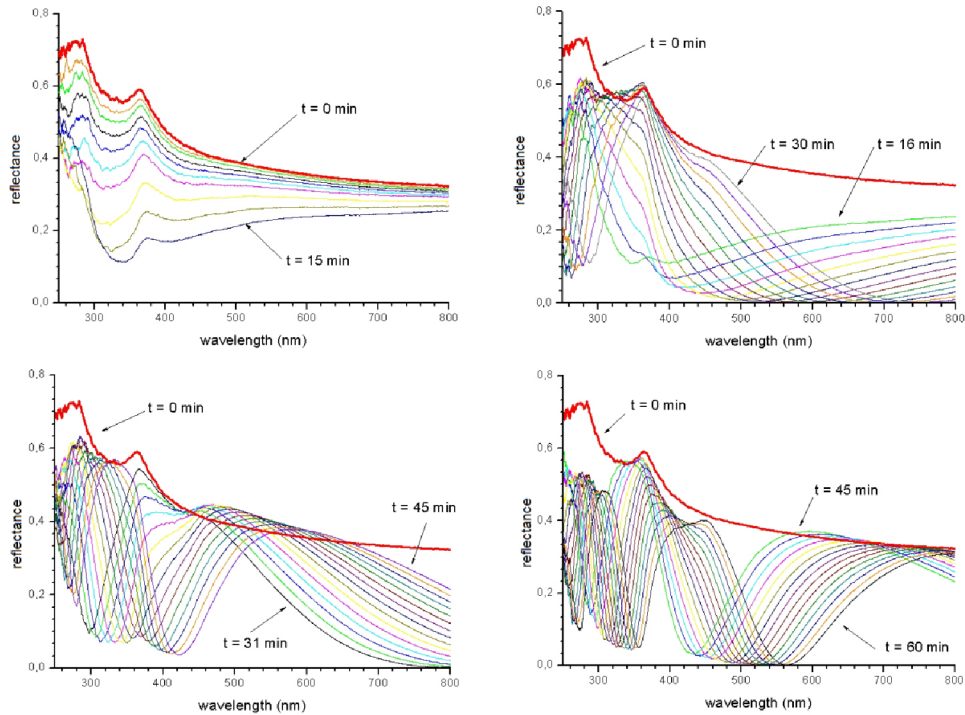 0,8
0,6
0,4
0,2
0,0
reflectance
t = 0 min
t = 15 min
300 400 500 600 700 800
wavelength (nm)
0,8
0,6
0,4
0,2
0,0
reflectance
t = 0 min
t = 30 min
t = 16 min
300 400 500 600 700 800
wavelength (nm)
0,8
0,6
0,4
0,2
0,0
reflectance
t = 0 min
t = 45 min
t = 31 min
300 400 500 600 700 800
wavelength (nm)
0,8
0,6
0,4
0,2
0,0
reflectance
t = 0 min
t = 45 min
t = 60 min
300 400 500 600 700 800
wavelength (nm)